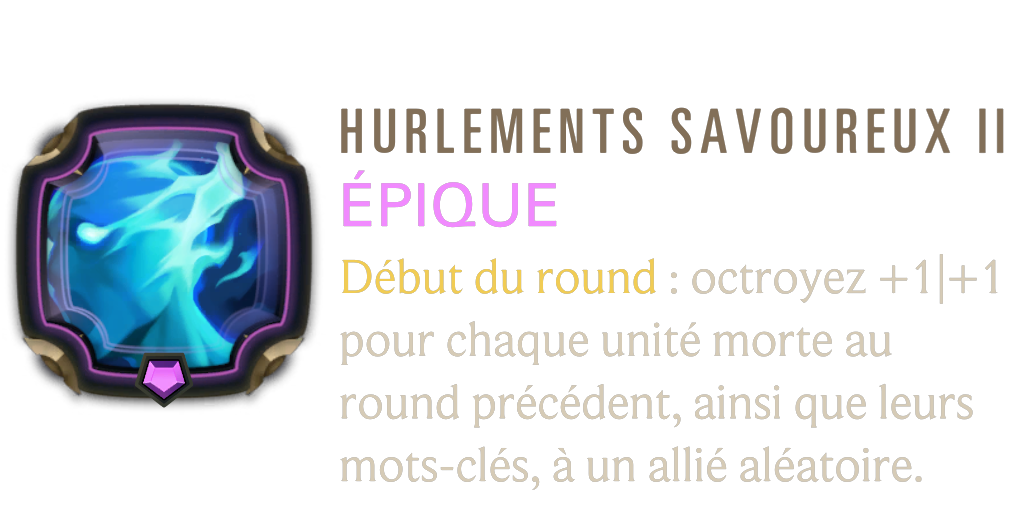 HURLEMENTS SAVOUREUX II
ÉPIQUE
Début du round : octroyez +1|+1
pour chaque unité morte au
round précédent, ainsi que leurs
mots-clés, à un allié aléatoire.